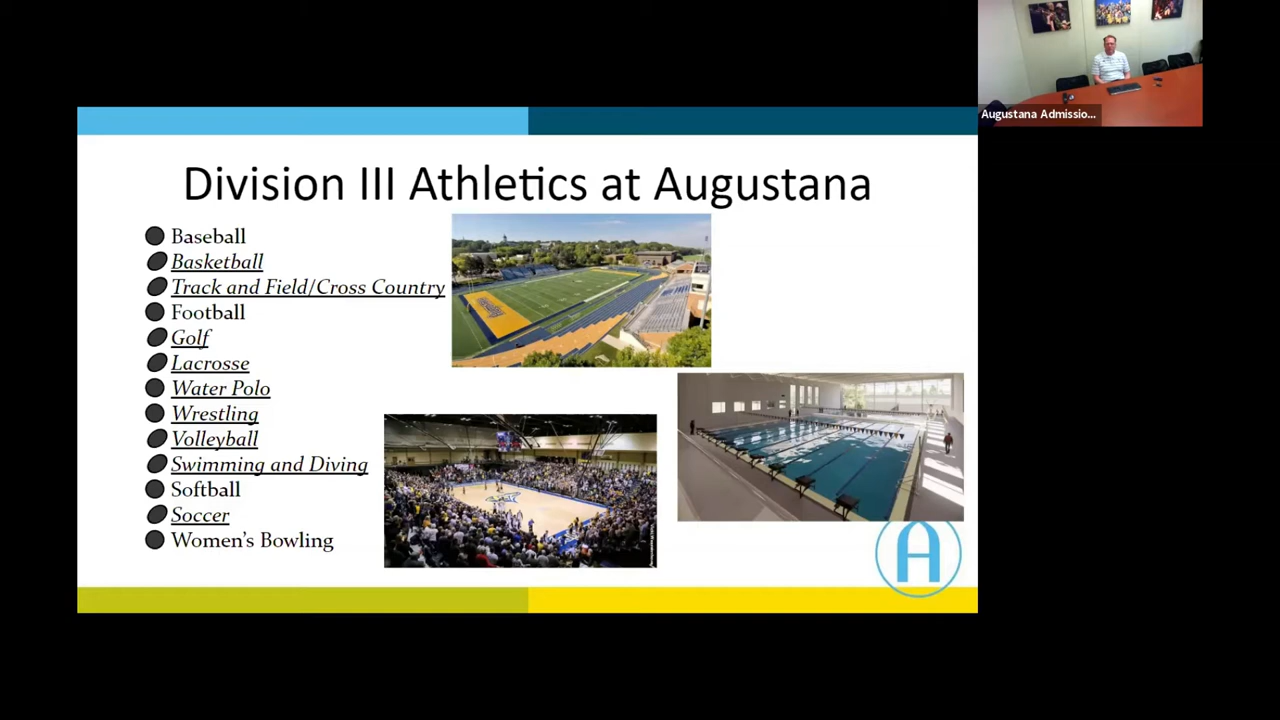 Augustana Admissio...
Division III Athletics at Augustana
Baseball
Basketball
Track and Field/Cross Country
Football
Golf
Lacrosse
Water Polo
Wrestling
Volleyball
Swimming and Diving
Softball
Soccer
Women's Bowling
A